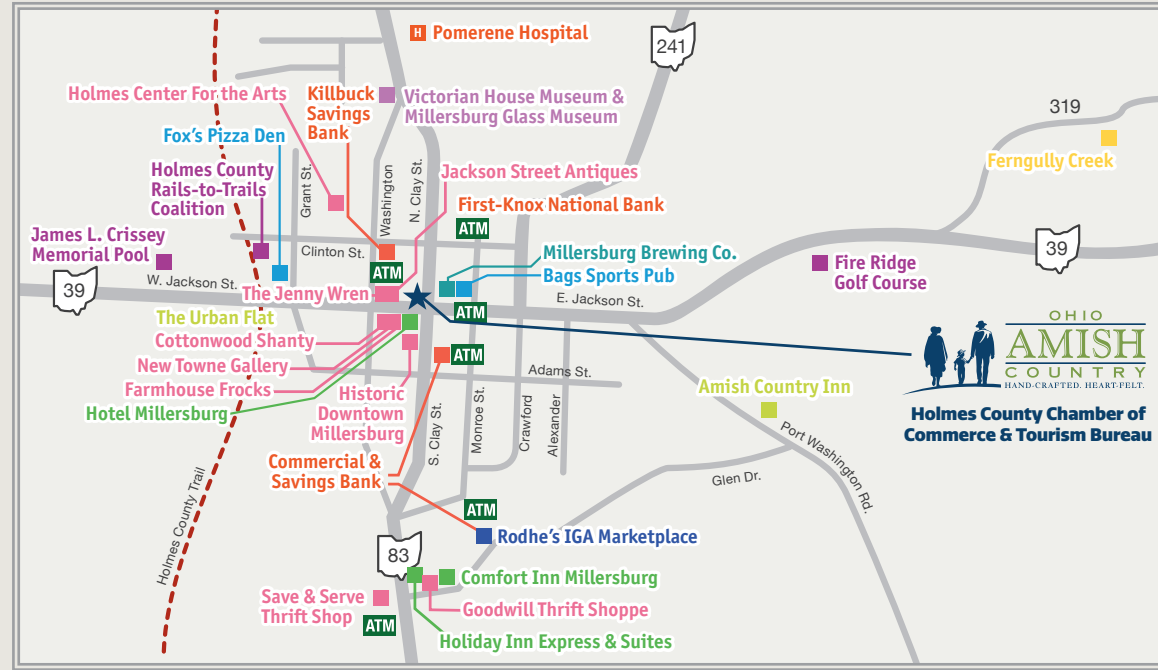 H Pomerene Hospital
241
Holmes Center For the Arts
Killbuck
Savings
Bank
Victorian House Museum &
Millersburg Glass Museum
319
Ferngully Creek
Fox's Pizza Den
Grant St.
Washington
N. Clay St.
Holmes County
Rails-to-Trails
Coalition
Jackson Street Antiques
First-Knox National Bank
ATM
James L. Crissey
Memorial Pool
Clinton St.
ATM
Millersburg Brewing Co.
Bags Sports Pub
Fire Ridge
Golf Course
39
39
W. Jackson St.
The Jenny Wren
E. Jackson St.
ATM
The Urban Flat
Cottonwood Shanty
New Towne Gallery
Farmhouse Frocks
Hotel Millersburg
Historic
Downtown
Millersburg
ATM
Adams St.
S. Clay St.
Monroe St.
Crawford
Alexander
Amish Country Inn
OHIO
AMISH
COUNTRY
HAND-CRAFTED. HEART-FELT.
Holmes County Chamber of
Commerce & Tourism Bureau
Port Washington Rd.
Glen Dr.
Commercial &
Savings Bank
Holmes County Trail
ATM
Rodhe's IGA Marketplace
83
Comfort Inn Millersburg
Save & Serve
Thrift Shop
Goodwill Thrift Shoppe
ATM
Holiday Inn Express & Suites